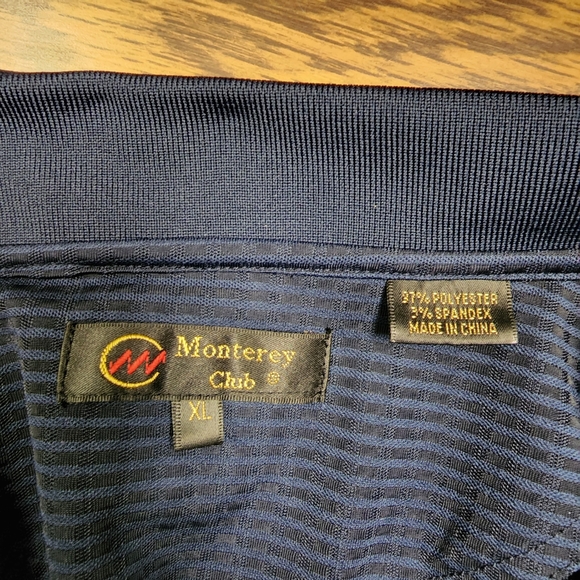 Monterey
Club ®
XL
97% POLYESTER
3% SPANDEX
MADE IN CHINA